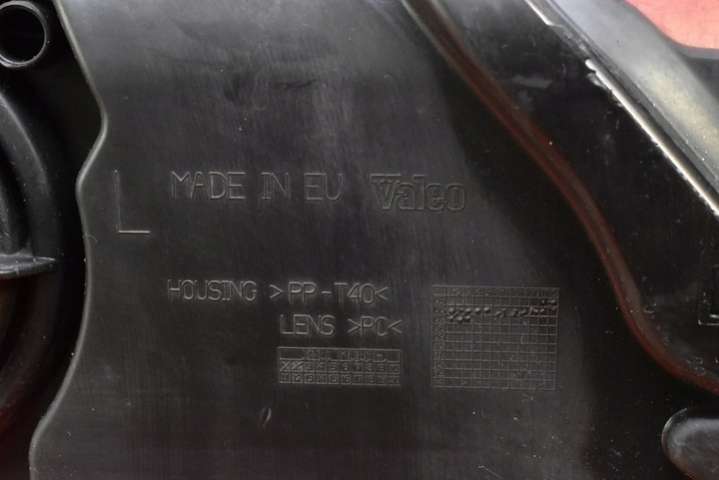 L
MADE IN EU Valeo
HOUSING >PP-T40<
LENS >PC<